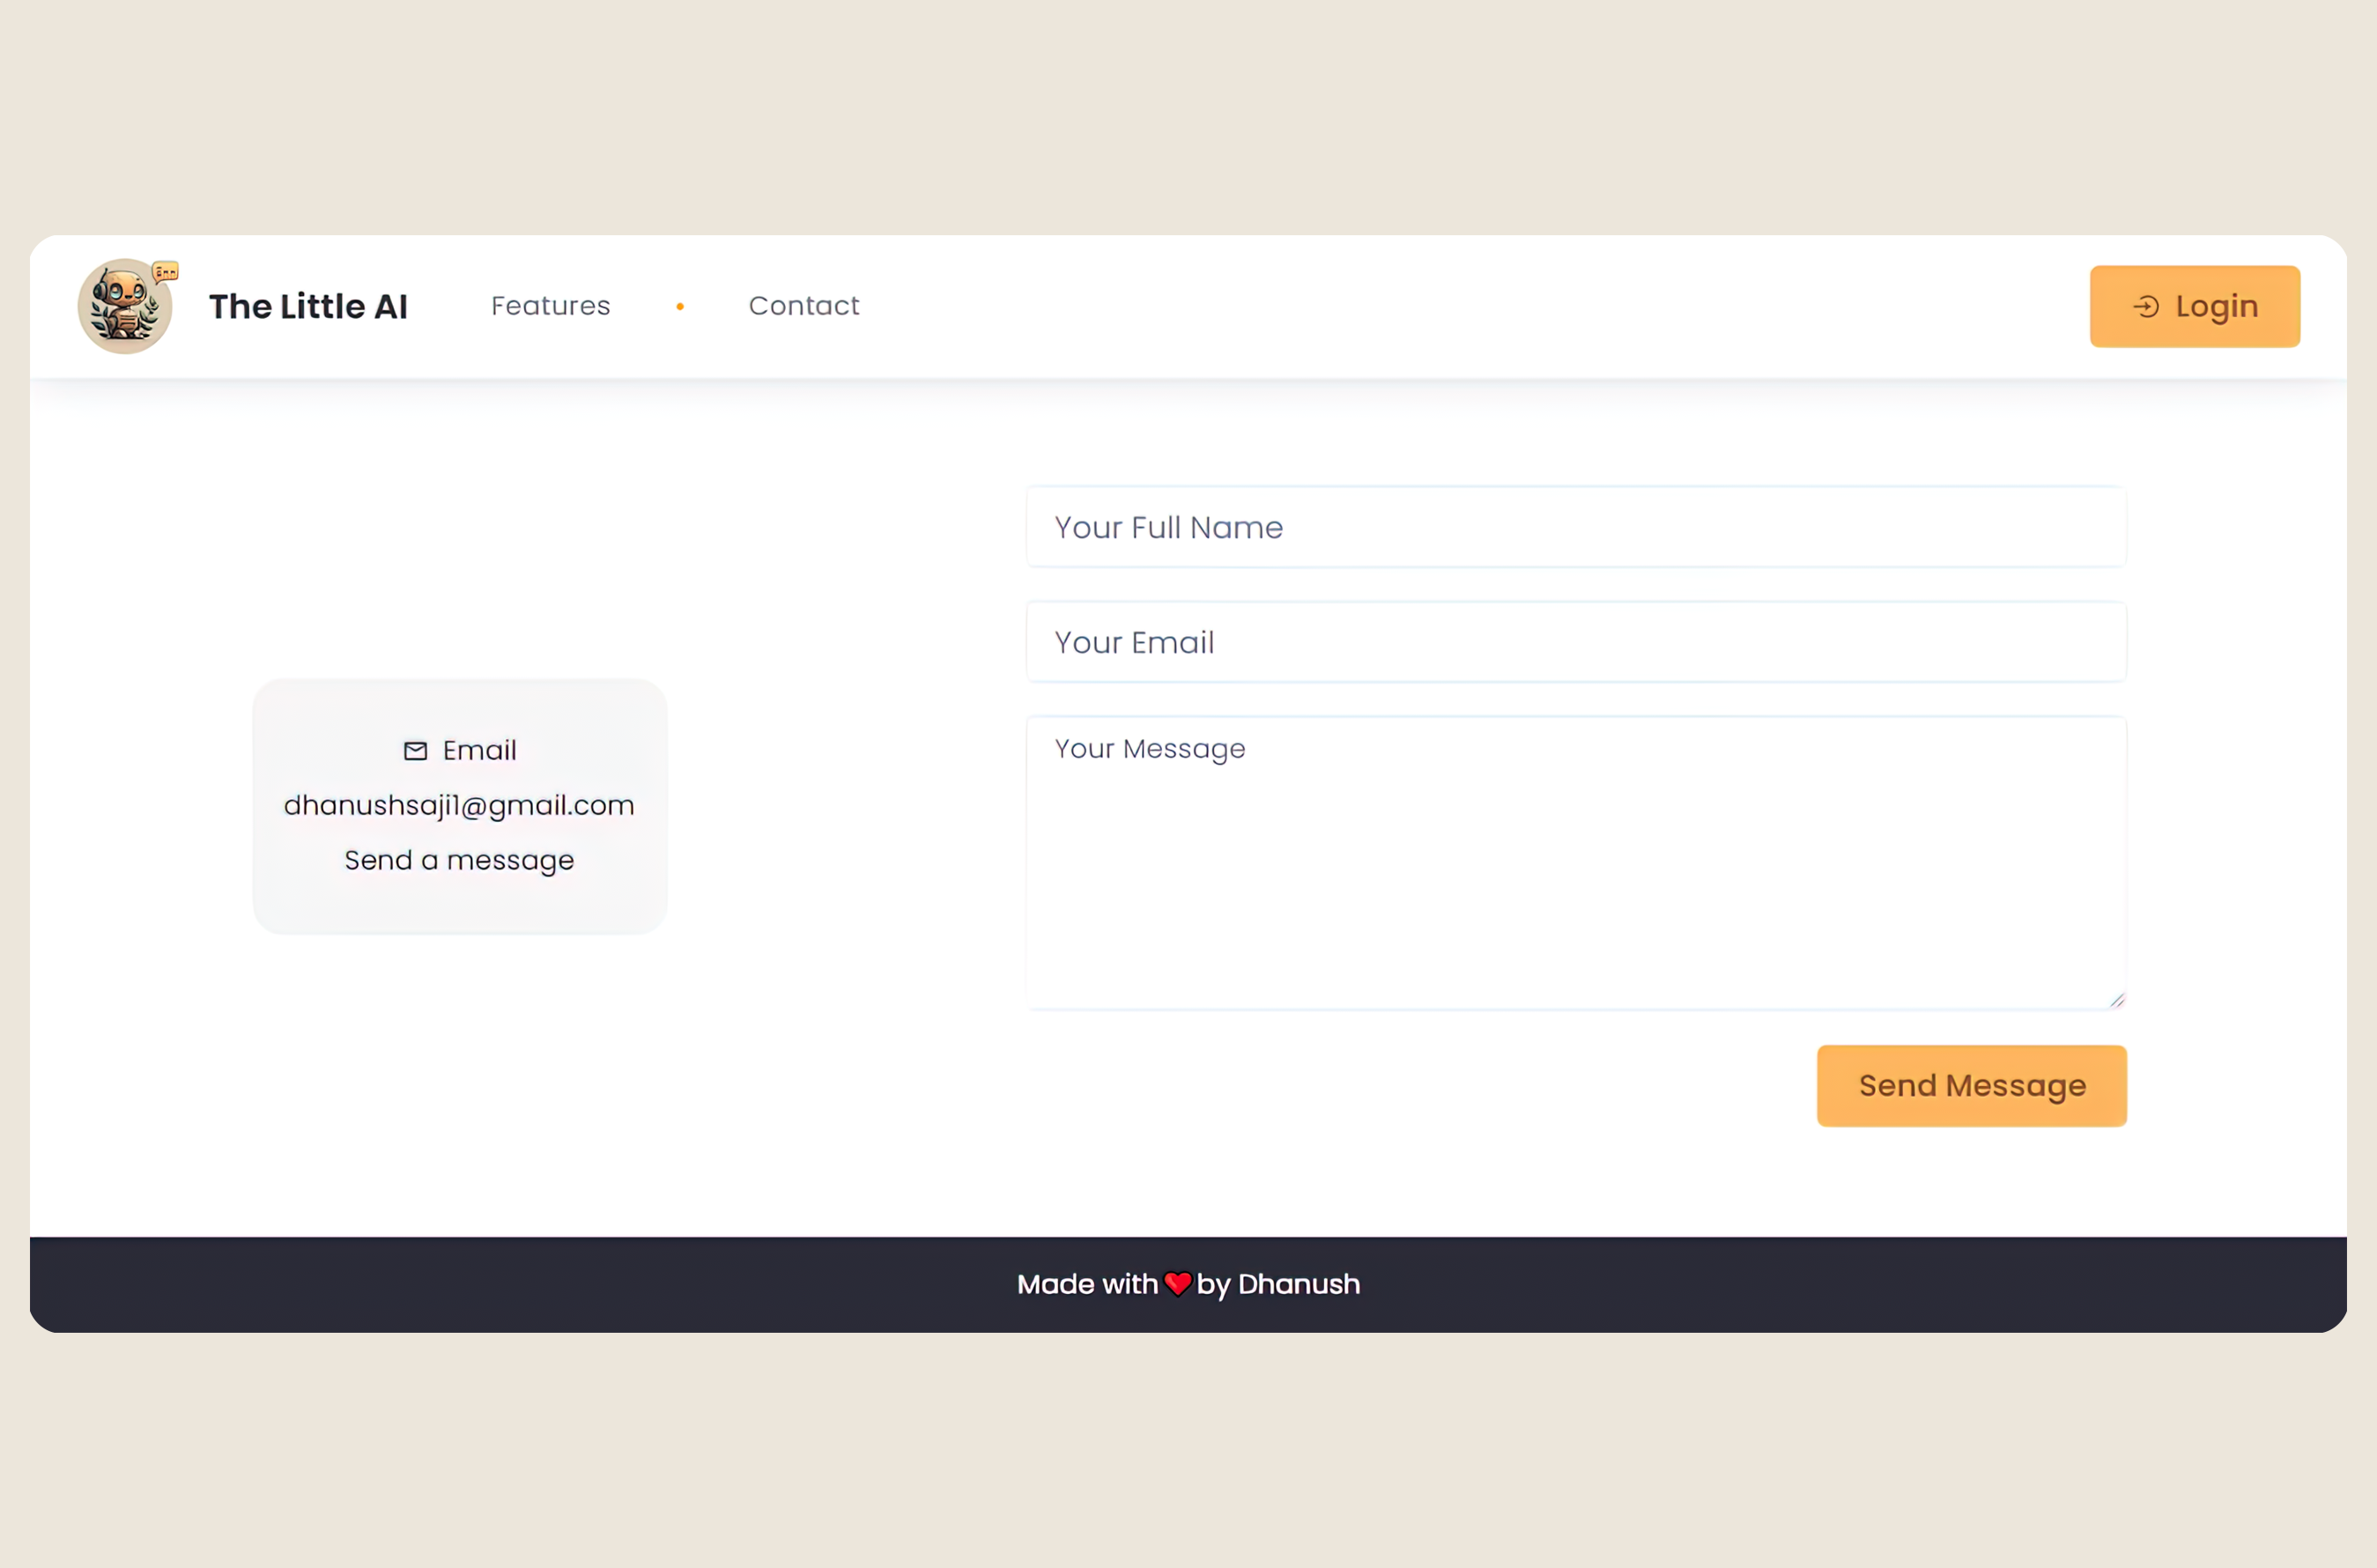 The Little AI
Features
Contact
Login
Your Full Name
Your Email
Your Message
Email
dhanushsaji1@gmail.com
Send a message
Send Message
Made with ❤️ by Dhanush